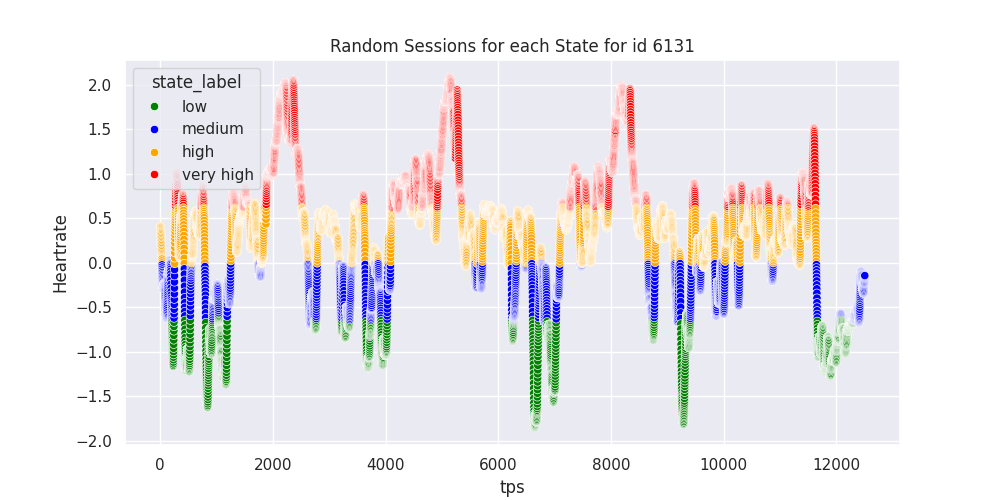 Random Sessions for each State for id 6131
state_label
low
medium
high
very high
Heartrate
2.0
1.5
1.0
0.5
0.0
−0.5
−1.0
−1.5
−2.0
0 2000 4000 6000 8000 10000 12000
tps